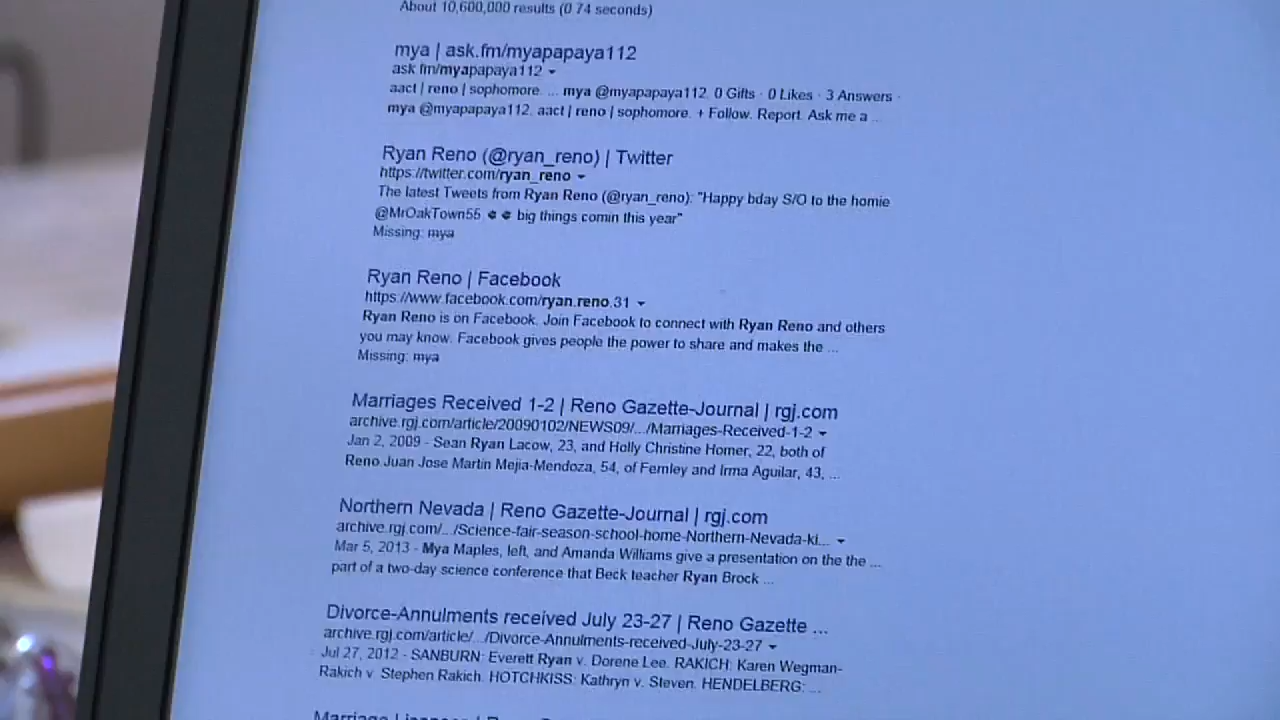 About 10,600,000 results (0.74 seconds)
mya | ask.fm/myapapaya112
ask.fm/myapapaya112
aact | reno | sophomore. ... mya @myapapaya112. 0 Gifts · 0 Likes · 3 Answers ·
mya @myapapaya112. aact | reno | sophomore. + Follow. Report. Ask me a ...
Ryan Reno (@ryan_reno) | Twitter
https://twitter.com/ryan_reno
The latest Tweets from Ryan Reno (@ryan_reno): "Happy bday S/O to the homie
@MrOakTown55 big things comin this year"
Missing: mya
Ryan Reno | Facebook
https://www.facebook.com/ryan.reno.31
Ryan Reno is on Facebook. Join Facebook to connect with Ryan Reno and others
you may know. Facebook gives people the power to share and makes the ...
Missing: mya
Marriages Received 1-2 | Reno Gazette-Journal | rgj.com
archive.rgj.com/article/20090102/NEWS09/.../Marriages-Received-1-2
Jan 2, 2009 - Sean Ryan Lacow, 23, and Holly Christine Homer, 22, both of
Reno.Juan Jose Martin Mejia-Mendoza, 54, of Fernley and Irma Aguilar, 43, ...
Northern Nevada | Reno Gazette-Journal | rgj.com
archive.rgj.com/.../Science-fair-season-school-home-Northern-Nevada-ki...
Mar 5, 2013 - Mya Maples, left, and Amanda Williams give a presentation on the the ...
part of a two-day science conference that Beck teacher Ryan Brock ...
Divorce-Annulments received July 23-27 | Reno Gazette ...
archive.rgj.com/article/.../Divorce-Annulments-received-July-23-27
Jul 27, 2012 - SANBURN: Everett Ryan v. Dorene Lee. RAKICH: Karen Wegman-
Rakich v. Stephen Rakich. HOTCHKISS: Kathryn v. Steven. HENDELBERG: ...